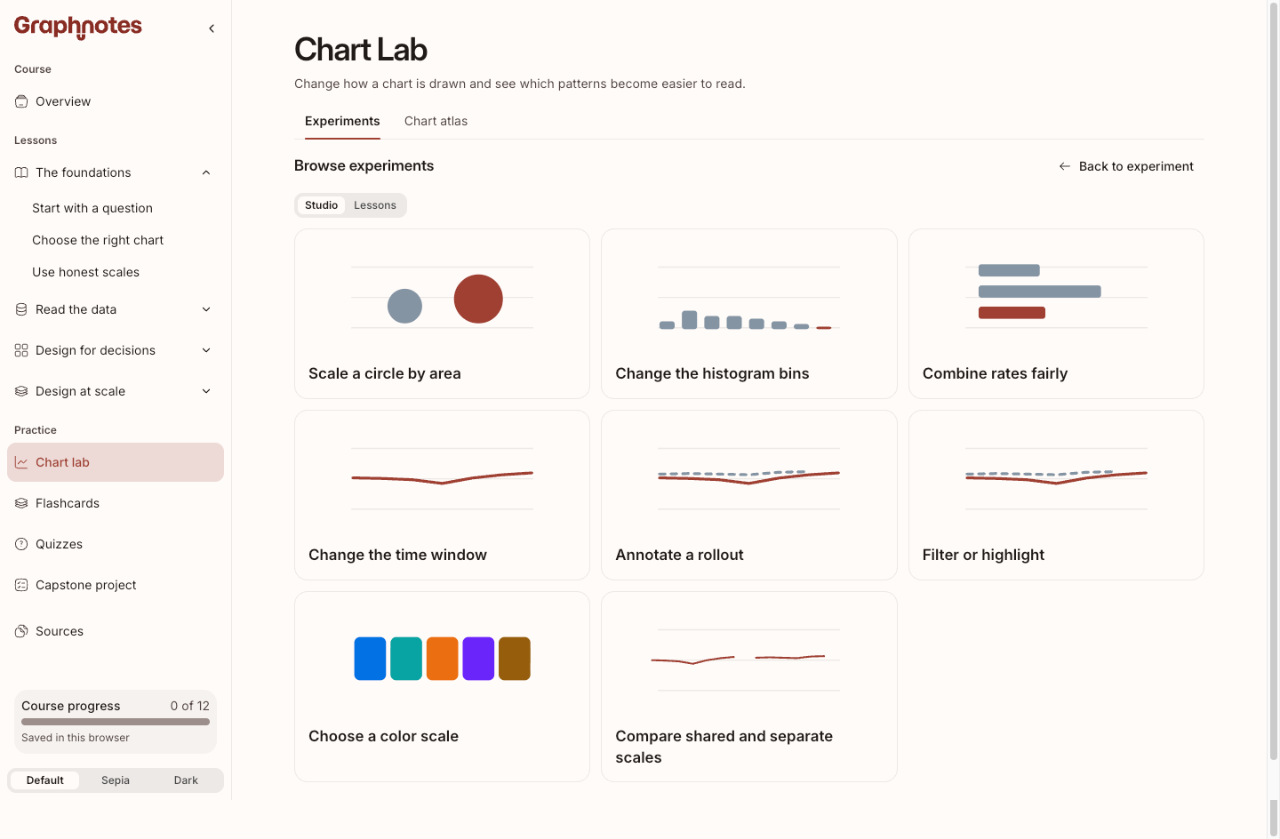 Graphnotes
Course
Overview
Lessons
The foundations
Start with a question
Choose the right chart
Use honest scales
Read the data
Design for decisions
Design at scale
Practice
Chart lab
Flashcards
Quizzes
Capstone project
Sources
Course progress 0 of 12
Saved in this browser
Default Sepia Dark
Chart Lab
Change how a chart is drawn and see which patterns become easier to read.
Experiments Chart atlas
Browse experiments
Back to experiment
Studio Lessons
Scale a circle by area
Change the histogram bins
Combine rates fairly
Change the time window
Annotate a rollout
Filter or highlight
Choose a color scale
Compare shared and separate
scales